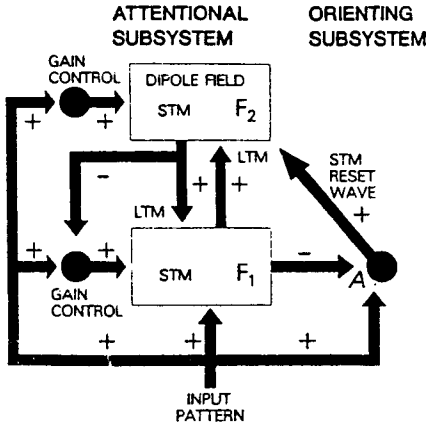 ATTENTIONAL
SUBSYSTEM
ORIENTING
SUBSYSTEM
GAIN
CONTROL
DIPOLE FIELD
STM F₂
+ +
LTM
STM
RESET
WAVE
-
+ +
+
LTM
+ +
STM F₁
-
A
GAIN
CONTROL
+ + +
INPUT
PATTERN